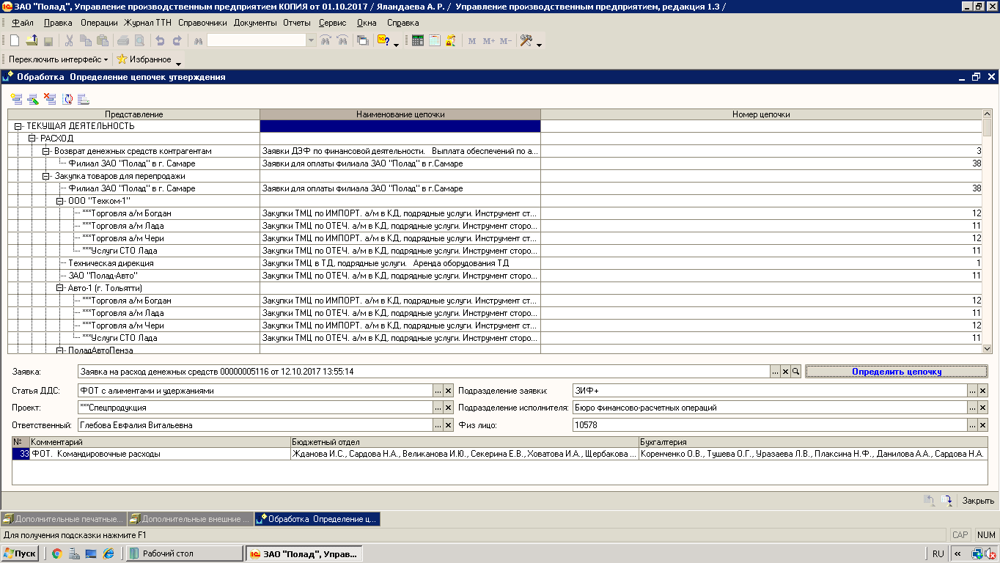 ЗАО "Полад", Управление производственным предприятием КОПИЯ от 01.10.2017 / Яландаева А. Р. / Управление производственным предприятием, редакция 1.3 /
Файл Правка Операции Журнал ТТН Справочники Документы Отчеты Сервис Окна Справка
M M+ M-
Переключить интерфейс Избранное
Обработка Определение цепочек утверждения
Представление Наименование цепочки Номер цепочки
ТЕКУЩАЯ ДЕЯТЕЛЬНОСТЬ
РАСХОД
Возврат денежных средств контрагентам Заявки ДЭФ по финансовой деятельности. Выплата обеспечений по а... 3
Филиал ЗАО "Полад" в г. Самаре Заявки для оплаты филиала ЗАО "Полад" в г.Самаре 38
Закупка товаров для перепродажи
Филиал ЗАО "Полад" в г. Самаре Заявки для оплаты филиала ЗАО "Полад" в г.Самаре 38
ООО "Техком-1"
***Торговля а/м Богдан Закупки ТМЦ по ИМПОРТ. а/м в КД, подрядные услуги. Инструмент ст... 12
***Торговля а/м Лада Закупки ТМЦ по ОТЕЧ. а/м в КД, подрядные услуги. Инструмент сторо... 11
***Торговля а/м Чери Закупки ТМЦ по ИМПОРТ. а/м в КД, подрядные услуги. Инструмент ст... 12
***Услуги СТО Лада Закупки ТМЦ по ОТЕЧ. а/м в КД, подрядные услуги. Инструмент сторо... 11
Техническая дирекция Закупки ТМЦ в ТД, подрядные услуги. Аренда оборудования ТД 1
ЗАО "Полад-Авто" Закупки ТМЦ по ОТЕЧ. а/м в КД, подрядные услуги. Инструмент сторо... 11
Авто-1 (г. Тольятти)
***Торговля а/м Богдан Закупки ТМЦ по ИМПОРТ. а/м в КД, подрядные услуги. Инструмент ст... 12
***Торговля а/м Лада Закупки ТМЦ по ОТЕЧ. а/м в КД, подрядные услуги. Инструмент сторо... 11
***Торговля а/м Чери Закупки ТМЦ по ИМПОРТ. а/м в КД, подрядные услуги. Инструмент ст... 12
***Услуги СТО Лада Закупки ТМЦ по ОТЕЧ. а/м в КД, подрядные услуги. Инструмент сторо... 11
ПоладАвтоПенза
Заявка: Заявка на расход денежных средств 00000005116 от 12.10.2017 13:55:14 ... Определить цепочку
Статья ДДС: ФОТ с алиментами и удержаниями ... Подразделение заявки: ЗИФ+ ...
Проект: ***Спецпродукция ... Подразделение исполнителя: Бюро финансово-расчетных операций ...
Ответственный: Глебова Евфалия Витальевна ... Физ лицо: 10578 ...
№ Комментарий Бюджетный отдел Бухгалтерия
33 ФОТ. Командировочные расходы Жданова И.С., Сардова Н.А., Великанова И.Ю., Секерина Е.В., Ховатова И.А., Щербакова ... Коренченко О.В., Тушева О.Г., Уразаева Л.В., Плаксина Н.Ф., Данилова А.А., Сардова Н.А.
Закрыть
Дополнительные печатные... Дополнительные внешние ... Обработка Определение ц...
Для получения подсказки нажмите F1 CAP NUM
Пуск Рабочий стол ЗАО "Полад", Управ... RU «